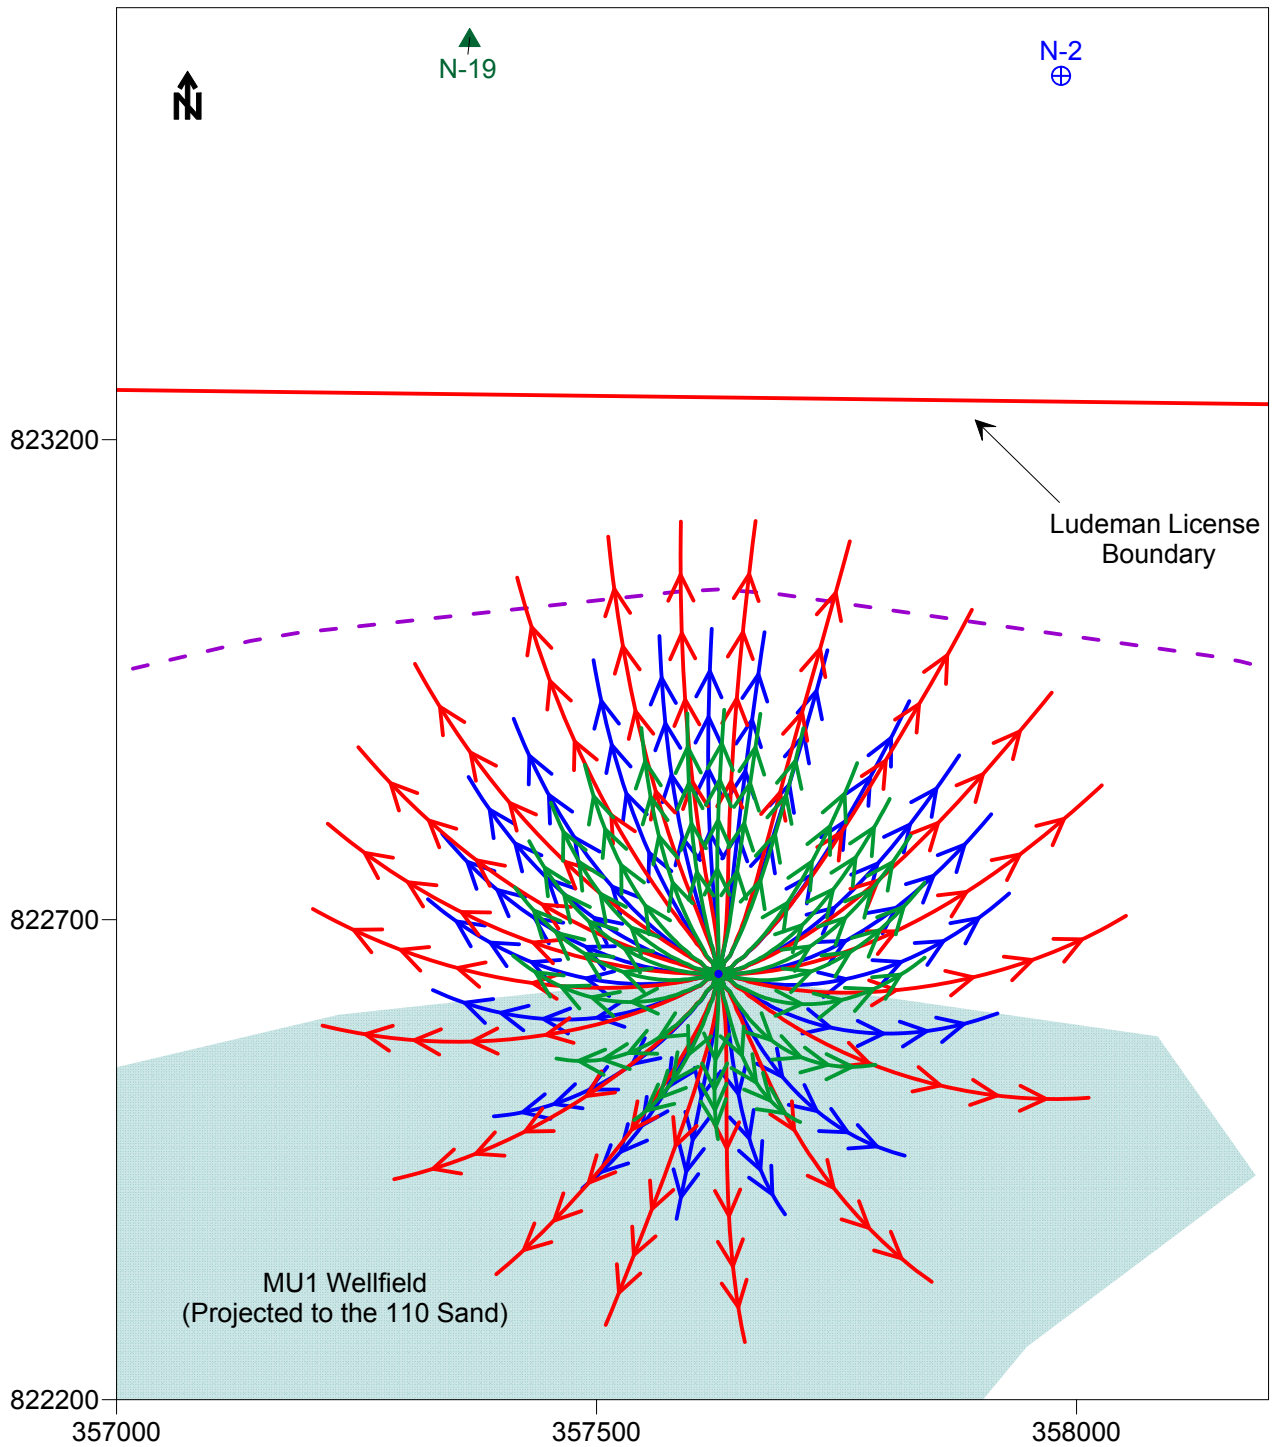 N-19
N-2
N
823200
Ludeman License
Boundary
822700
MU1 Wellfield
(Projected to the 110 Sand)
822200
357000
357500
358000